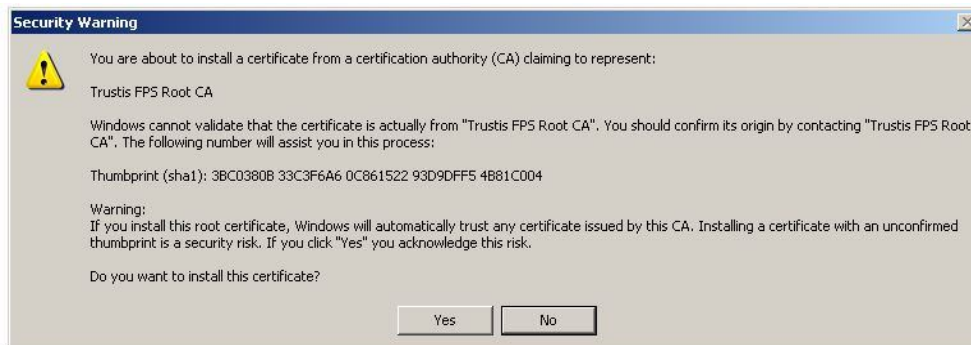 Security Warning
You are about to install a certificate from a certification authority (CA) claiming to represent:
Trustis FPS Root CA
Windows cannot validate that the certificate is actually from "Trustis FPS Root CA". You should confirm its origin by contacting "Trustis FPS Root
CA". The following number will assist you in this process:
Thumbprint (sha1): 3BC0380B 33C3F6A6 0C861522 93D9DFF5 4B81C004
Warning:
If you install this root certificate, Windows will automatically trust any certificate issued by this CA. Installing a certificate with an unconfirmed
thumbprint is a security risk. If you click "Yes" you acknowledge this risk.
Do you want to install this certificate?
Yes No